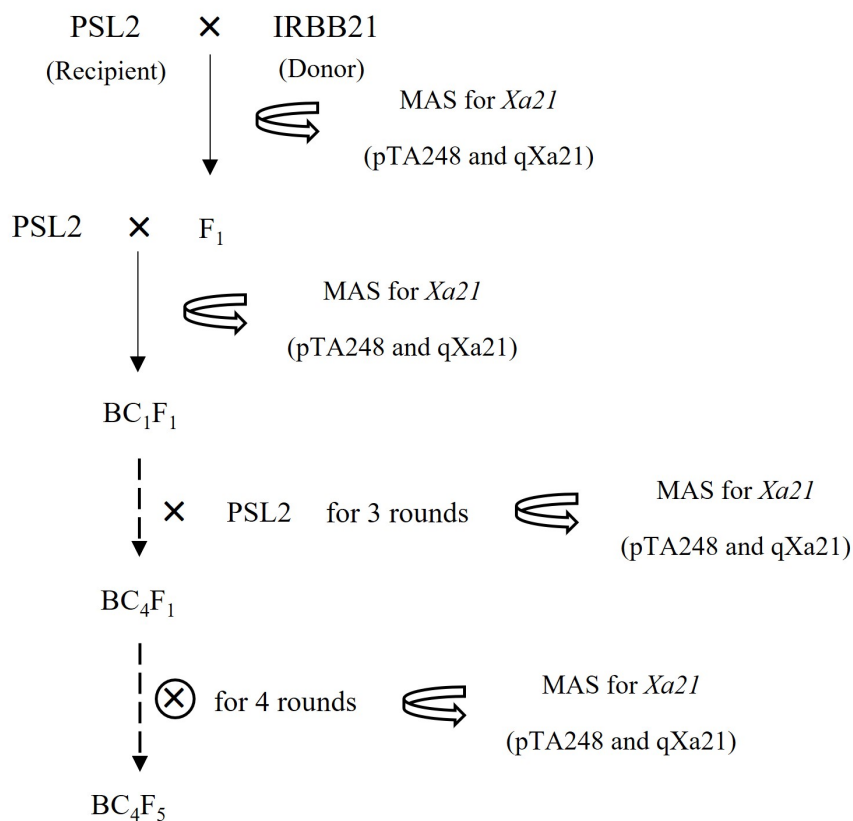 PSL2 × IRBB21
(Recipient) (Donor)
MAS for Xa21
(pTA248 and qXa21)
PSL2 × F₁
MAS for Xa21
(pTA248 and qXa21)
BC₁F₁
× PSL2 for 3 rounds
MAS for Xa21
(pTA248 and qXa21)
BC₄F₁
⊗ for 4 rounds
MAS for Xa21
(pTA248 and qXa21)
BC₄F₅